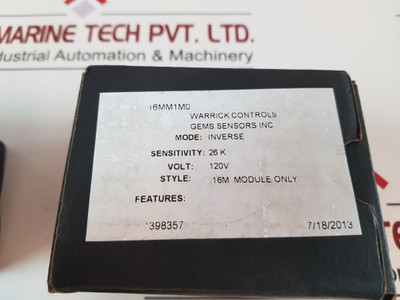 MARINE TECH PVT. LTD.
Industrial Automation & Machinery
16MM1M0
WARRICK CONTROLS
GEMS SENSORS INC
MODE: INVERSE
SENSITIVITY: 26 K
VOLT: 120V
STYLE: 16M MODULE ONLY
FEATURES:
398357 7/18/2013